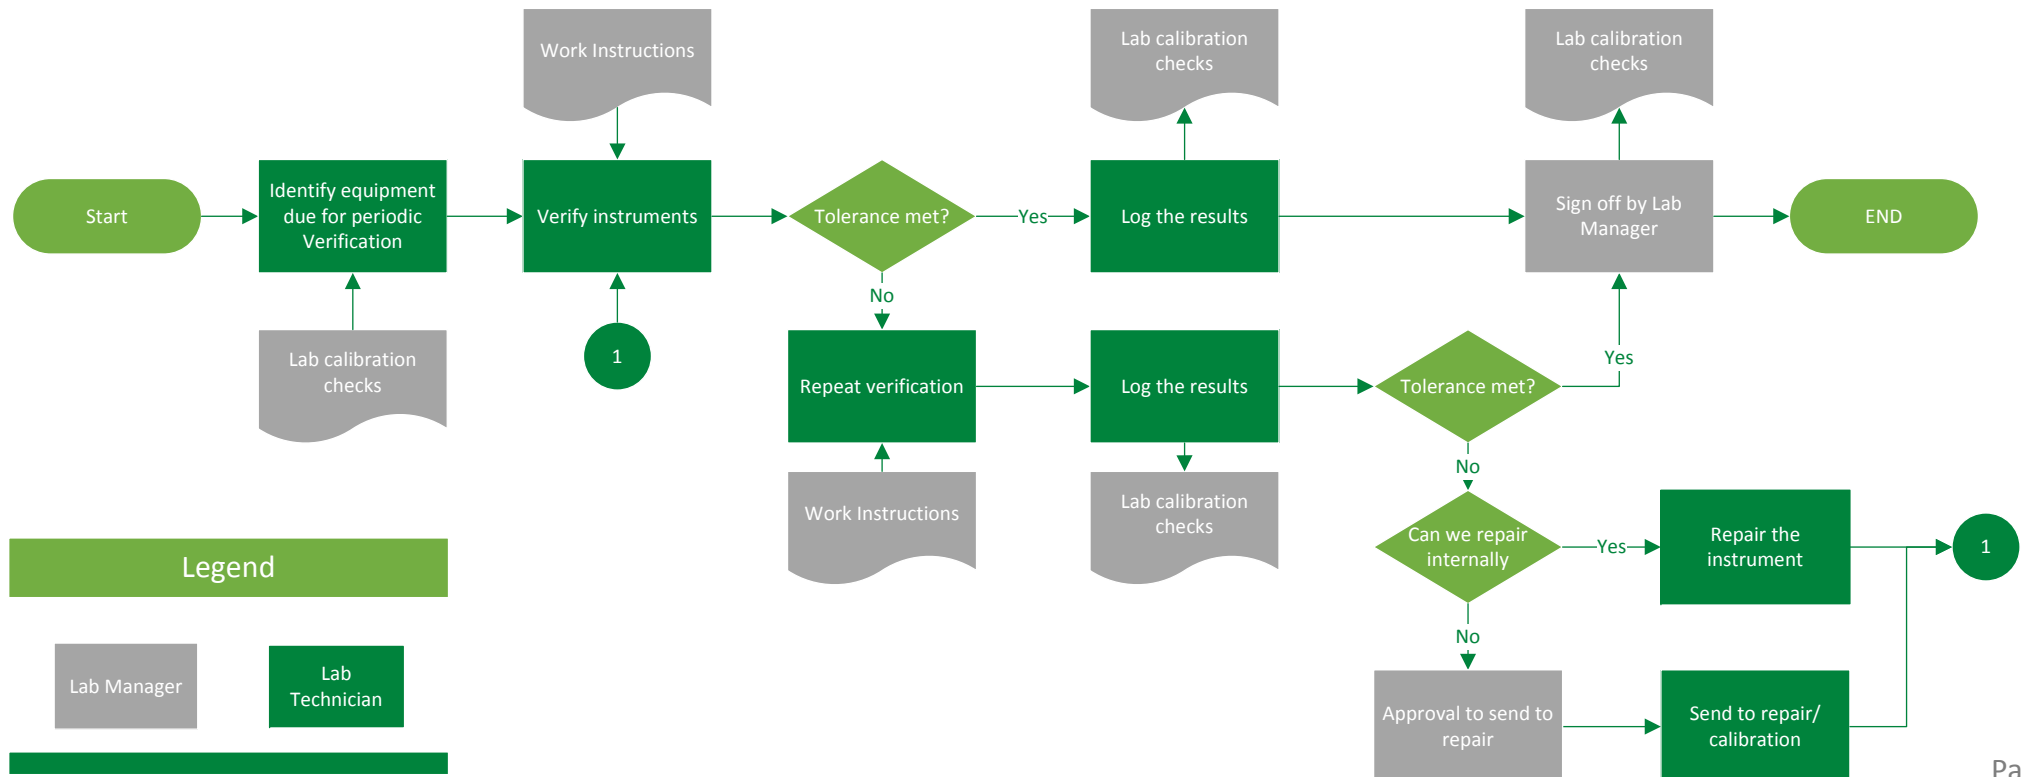 Work Instructions
Lab calibration
checks
Lab calibration
checks
Start
Identify equipment
due for periodic
Verification
Verify instruments
Tolerance met?
Yes
Log the results
Sign off by Lab
Manager
END
No
Lab calibration
checks
1
Repeat verification
Log the results
Tolerance met?
Yes
No
Work Instructions
Lab calibration
checks
Can we repair
internally
Yes
Repair the
instrument
1
No
Approval to send to
repair
Send to repair/
calibration
Legend
Lab Manager
Lab
Technician
Pa